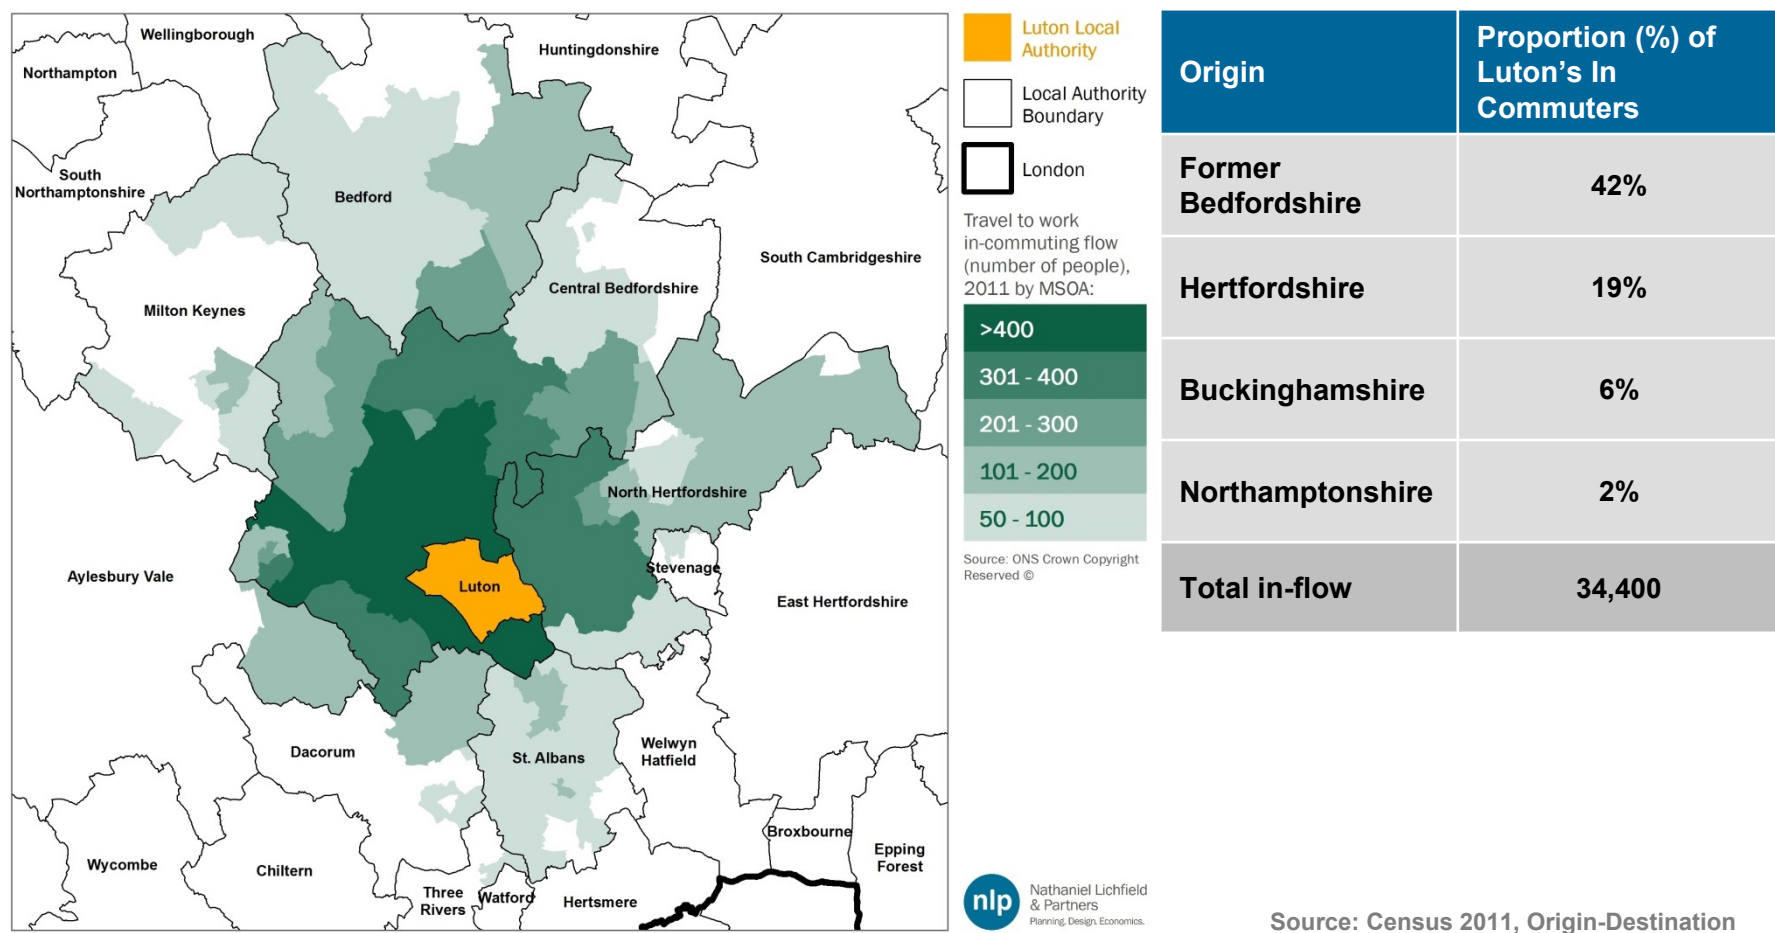 Wellingborough
Huntingdonshire
Northampton
South
Northamptonshire
Bedford
South Cambridgeshire
Central Bedfordshire
Milton Keynes
North Hertfordshire
Aylesbury Vale
Stevenage
Luton
East Hertfordshire
Dacorum
St. Albans
Welwyn
Hatfield
Broxbourne
Wycombe
Chiltern
Epping
Forest
Three
Rivers
Watford
Hertsmere
Luton Local
Authority
Local Authority
Boundary
London
Travel to work
in-commuting flow
(number of people),
2011 by MSOA:
>400
301 - 400
201 - 300
101 - 200
50 - 100
Source: ONS Crown Copyright
Reserved ©
nlp
Nathaniel Lichfield
& Partners
Planning. Design. Economics.
Origin
Proportion (%) of
Luton's In
Commuters
Former
Bedfordshire
42%
Hertfordshire
19%
Buckinghamshire
6%
Northamptonshire
2%
Total in-flow
34,400
Source: Census 2011, Origin-Destination